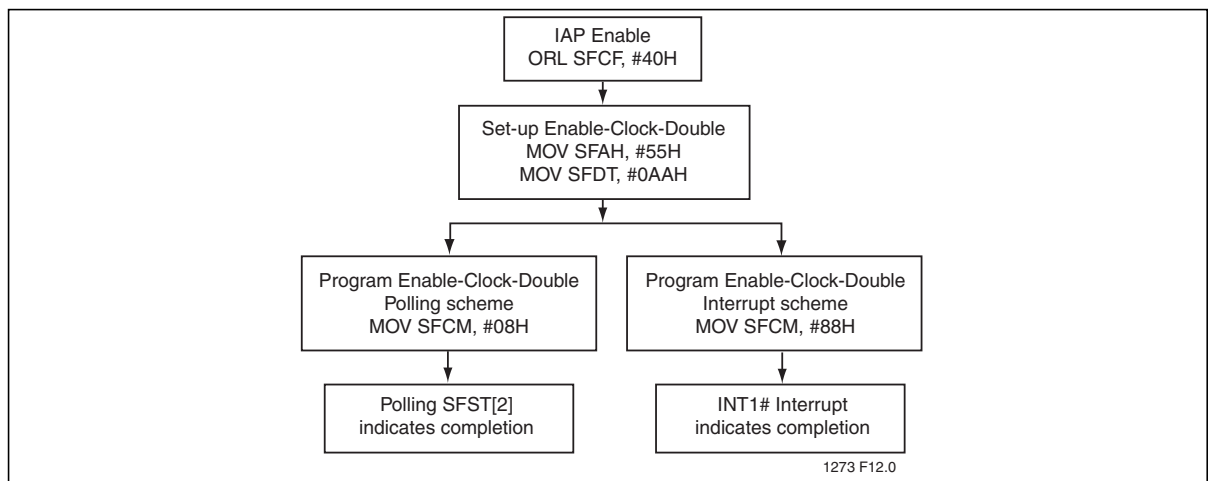 IAP Enable
ORL SFCF, #40H
Set-up Enable-Clock-Double
MOV SFAH, #55H
MOV SFDT, #0AAH
Program Enable-Clock-Double
Polling scheme
MOV SFCM, #08H
Program Enable-Clock-Double
Interrupt scheme
MOV SFCM, #88H
Polling SFST[2]
indicates completion
INT1# Interrupt
indicates completion
1273 F12.0